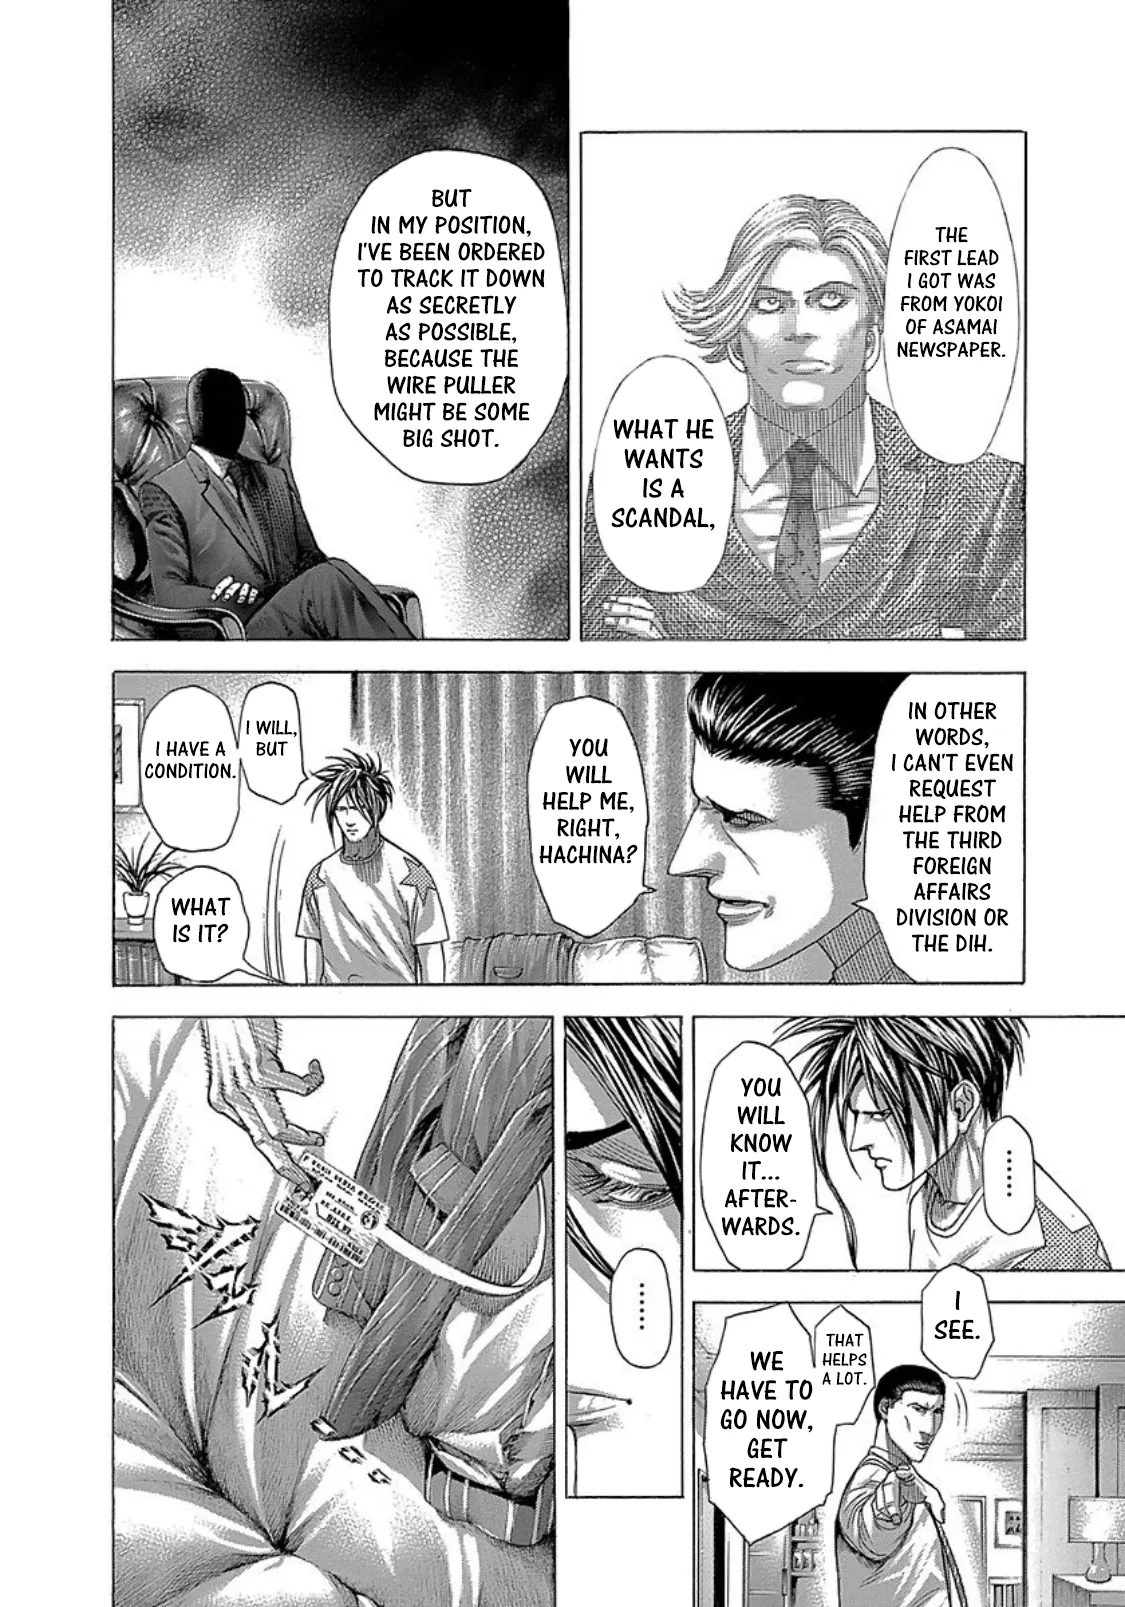 THE
FIRST LEAD
I GOT WAS
FROM YOKOI
OF ASAMAI
NEWSPAPER.
WHAT HE
WANTS
IS A
SCANDAL,
BUT
IN MY POSITION,
I'VE BEEN ORDERED
TO TRACK IT DOWN
AS SECRETLY
AS POSSIBLE,
BECAUSE THE
WIRE PULLER
MIGHT BE SOME
BIG SHOT.
IN OTHER
WORDS,
I CAN'T EVEN
REQUEST
HELP FROM
THE THIRD
FOREIGN
AFFAIRS
DIVISION OR
THE DIH.
YOU
WILL
HELP ME,
RIGHT,
HACHINA?
I WILL,
BUT
I HAVE A
CONDITION.
WHAT
IS IT?
......
YOU
WILL
KNOW
IT...
AFTER-
WARDS.
I
SEE.
THAT
HELPS
A LOT.
WE
HAVE TO
GO NOW,
GET
READY.
......